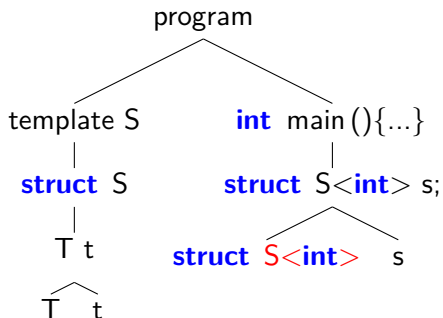 program
template S int main(){...}
struct S struct S<int> s;
T t struct S<int> s
T t